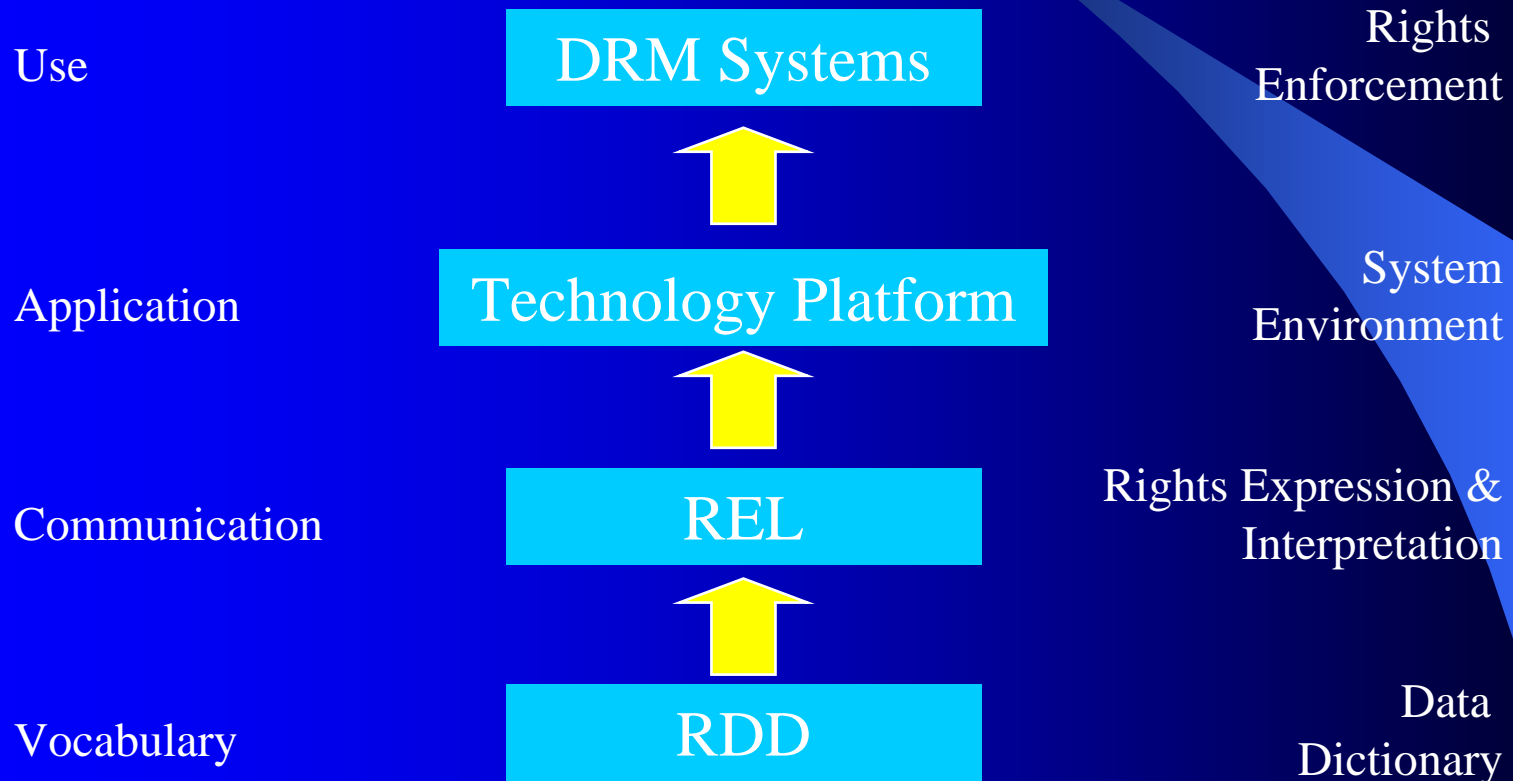 Use
DRM Systems
Rights
Enforcement
Application
Technology Platform
System
Environment
Communication
REL
Rights Expression &
Interpretation
Vocabulary
RDD
Data
Dictionary